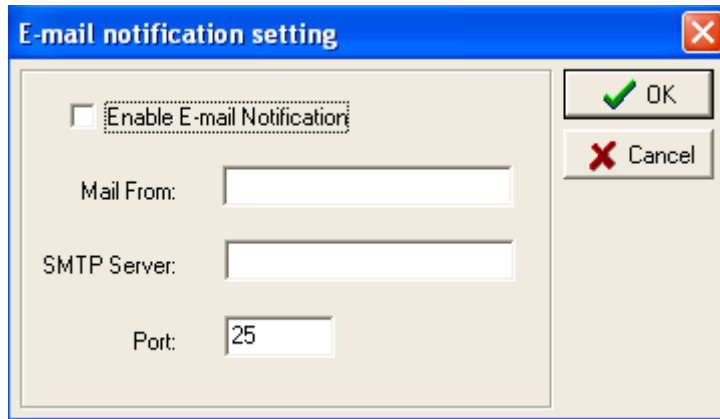 E-mail notification setting
Enable E-mail Notification
OK
Cancel
Mail From:
SMTP Server:
Port: 25